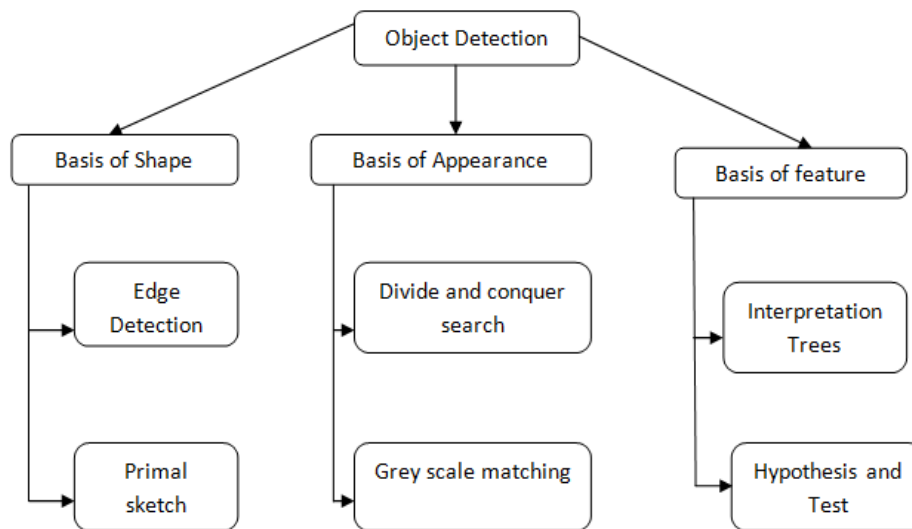 Object Detection
Basis of Shape
Basis of Appearance
Basis of feature
Edge
Detection
Divide and conquer
search
Interpretation
Trees
Primal
sketch
Grey scale matching
Hypothesis and
Test